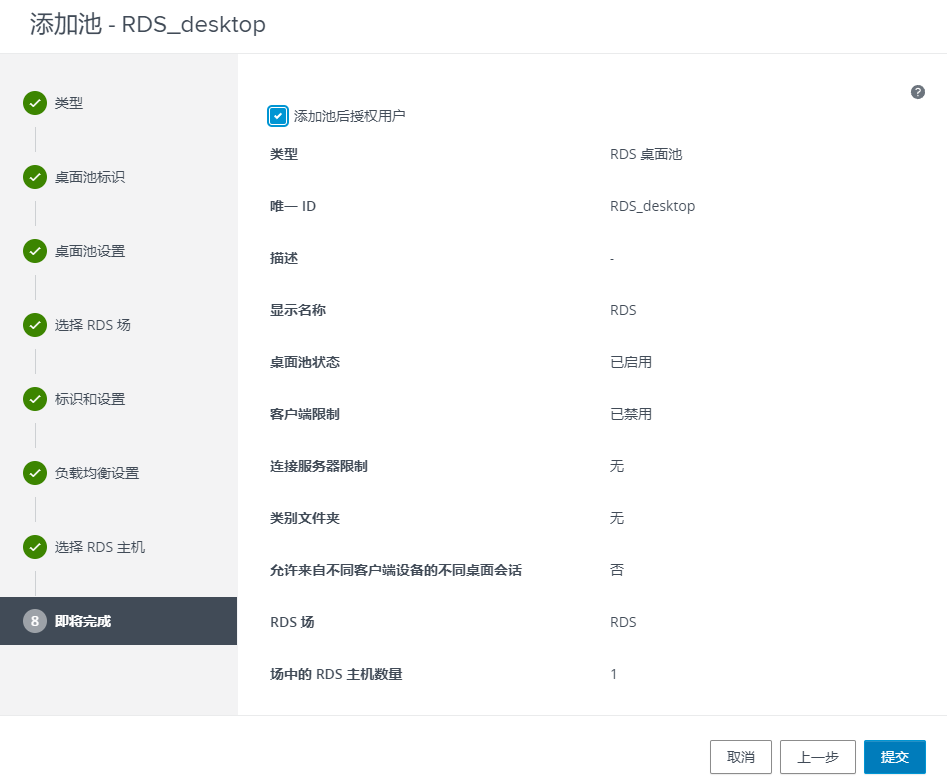 添加池 - RDS_desktop
类型
桌面池标识
桌面池设置
选择 RDS 场
标识和设置
负载均衡设置
选择 RDS 主机
8 即将完成
?
添加池后授权用户
类型 RDS 桌面池
唯一 ID RDS_desktop
描述 -
显示名称 RDS
桌面池状态 已启用
客户端限制 已禁用
连接服务器限制 无
类别文件夹 无
允许来自不同客户端设备的不同桌面会话 否
RDS 场 RDS
场中的 RDS 主机数量 1
取消 上一步 提交